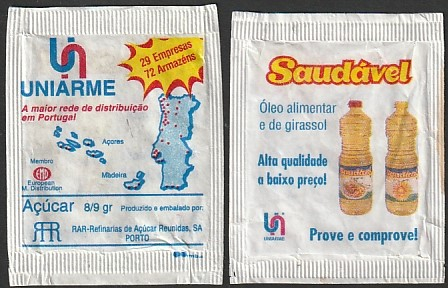 29 Empresas
72 Armazéns
UNIARME
A maior rede de distribuição
em Portugal
Açores
Membro
EMD
European
M. Distribution
Madeira
Açúcar 8/9 gr Produzido e embalado por:
RAR
RAR-Refinarias de Açúcar Reunidas, SA
PORTO
Saudável
Óleo alimentar
e de girassol
Alta qualidade
a baixo preço!
UNIARME
Prove e comprove!